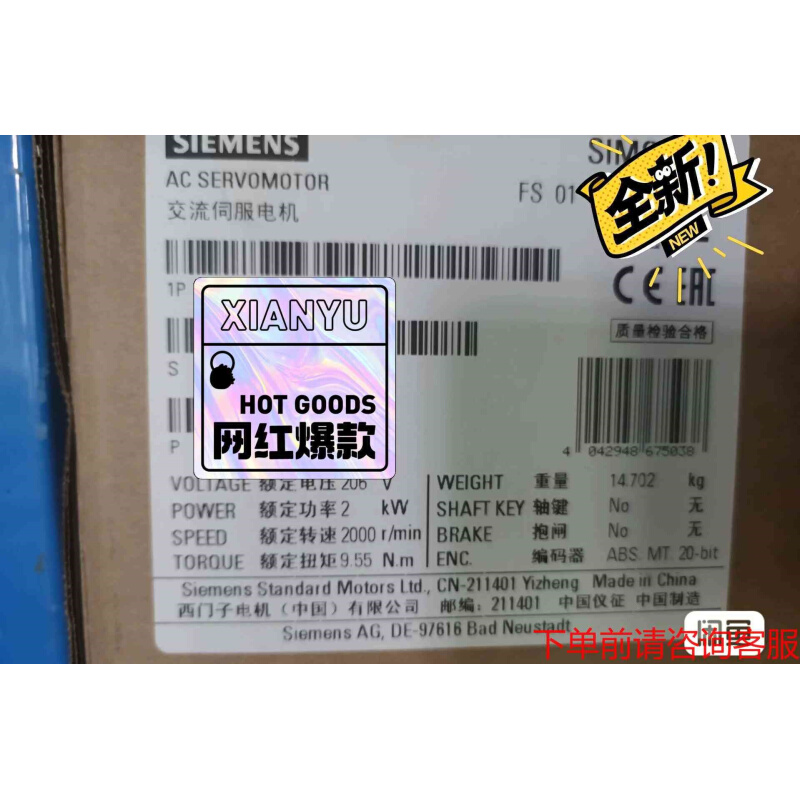 SIEMENS
AC SERVOMOTOR
交流伺服电机
FS 01
全新!
NEW
CE EAC
1P
XIANYU
HOT GOODS
网红爆款
质量检验合格
S
P
4 042948 675038
VOLTAGE 额定电压 206 V
POWER 额定功率 2 kW
SPEED 额定转速 2000 r/min
TORQUE 额定扭矩 9.55 N.m
WEIGHT 重量 14.702 kg
SHAFT KEY 轴键 No 无
BRAKE 抱闸 No 无
ENC. 编码器 ABS. MT. 20-bit
Siemens Standard Motors Ltd., CN-211401 Yizheng Made in China
西门子电机（中国）有限公司 邮编：211401 中国仪征 中国制造
Siemens AG, DE-97616 Bad Neustadt
闲鱼
下单前请咨询客服